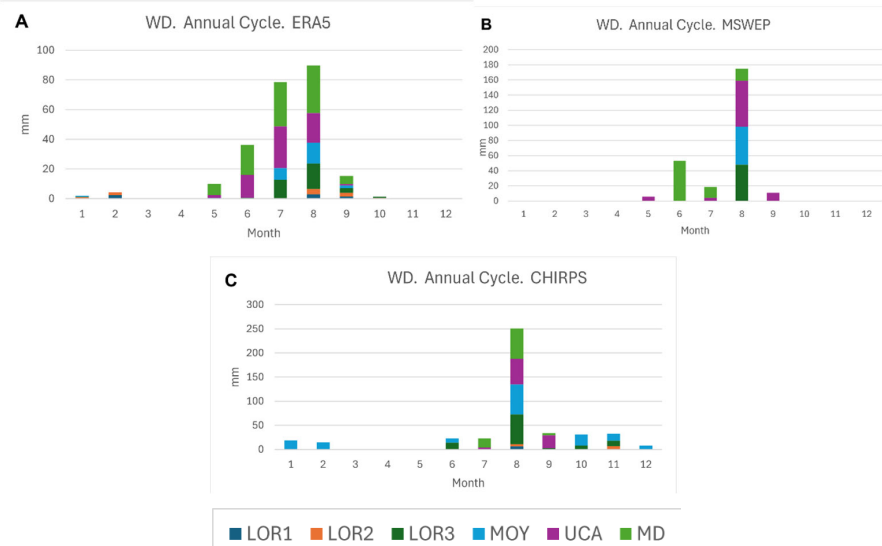 A
WD. Annual Cycle. ERA5
100
80
60
40
20
0
mm
1 2 3 4 5 6 7 8 9 10 11 12
Month
B
WD. Annual Cycle. MSWEP
200
180
160
140
120
100
80
60
40
20
0
mm
1 2 3 4 5 6 7 8 9 10 11 12
Month
C
WD. Annual Cycle. CHIRPS
300
250
200
150
100
50
0
mm
1 2 3 4 5 6 7 8 9 10 11 12
Month
LOR1 LOR2 LOR3 MOY UCA MD